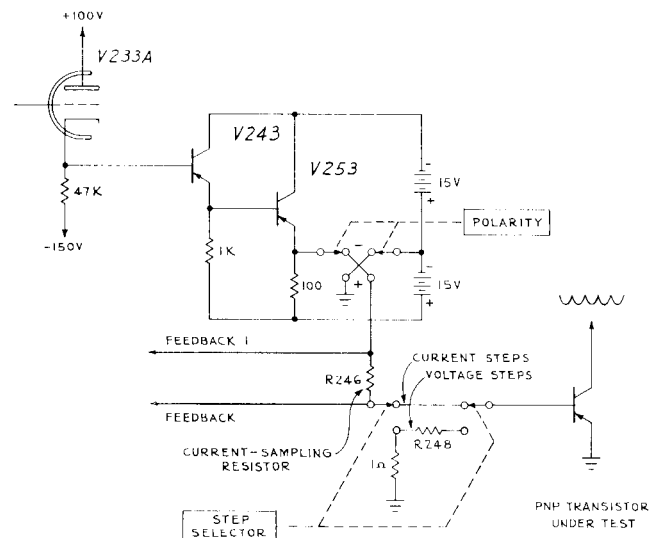 +100V
V233A
V243
V253
47K
-150V
1K
100
-
15V
+
-
15V
+
POLARITY
-
+
FEEDBACK I
R246
CURRENT STEPS
VOLTAGE STEPS
FEEDBACK
R248
CURRENT-SAMPLING
RESISTOR
1Ω
STEP
SELECTOR
PNP TRANSISTOR
UNDER TEST